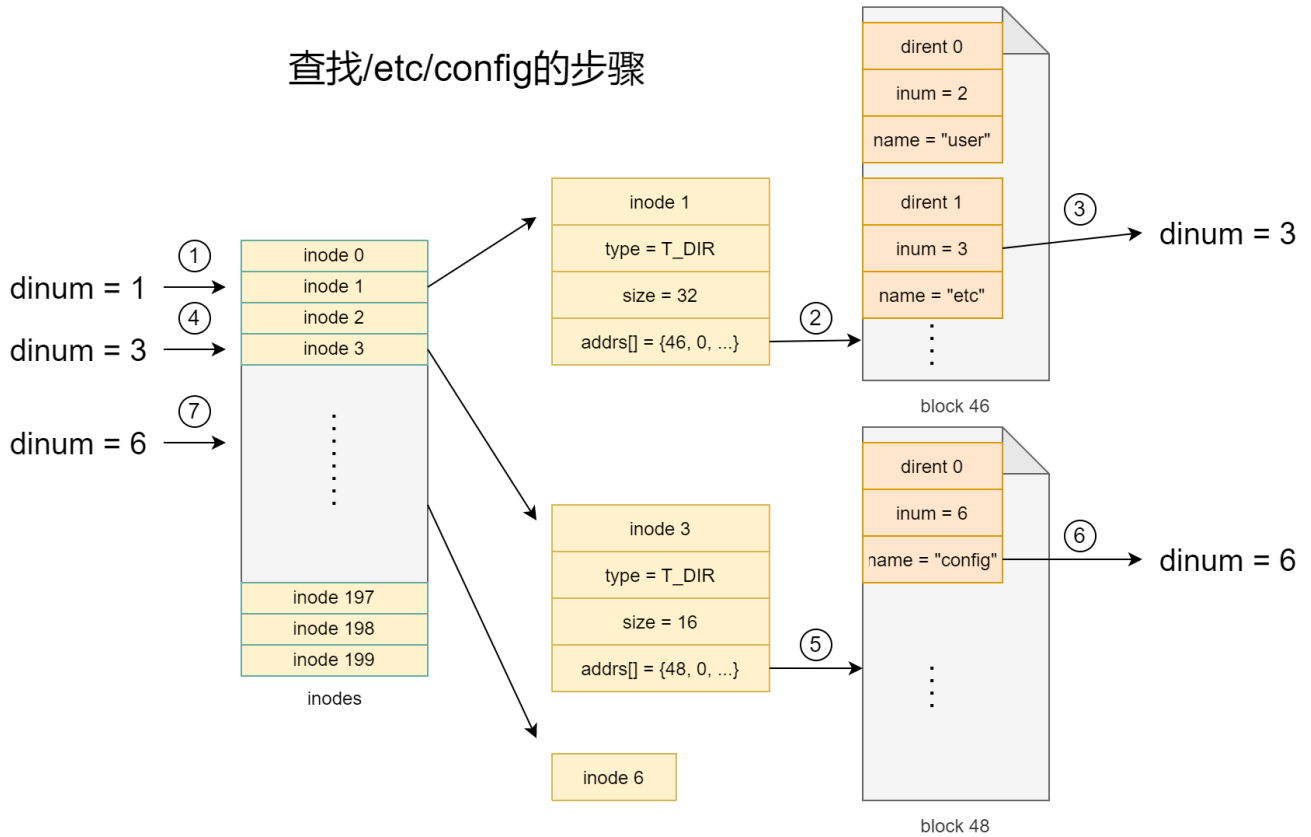 查找/etc/config的步骤
dinum = 1
①
④
dinum = 3
⑦
dinum = 6
inode 0
inode 1
inode 2
inode 3
inode 197
inode 198
inode 199
inodes
inode 1
type = T_DIR
size = 32
addrs[] = {46, 0, ...}
②
dirent 0
inum = 2
name = "user"
dirent 1
inum = 3
name = "etc"
block 46
③
dinum = 3
inode 3
type = T_DIR
size = 16
addrs[] = {48, 0, ...}
⑤
dirent 0
inum = 6
name = "config"
block 48
⑥
dinum = 6
inode 6